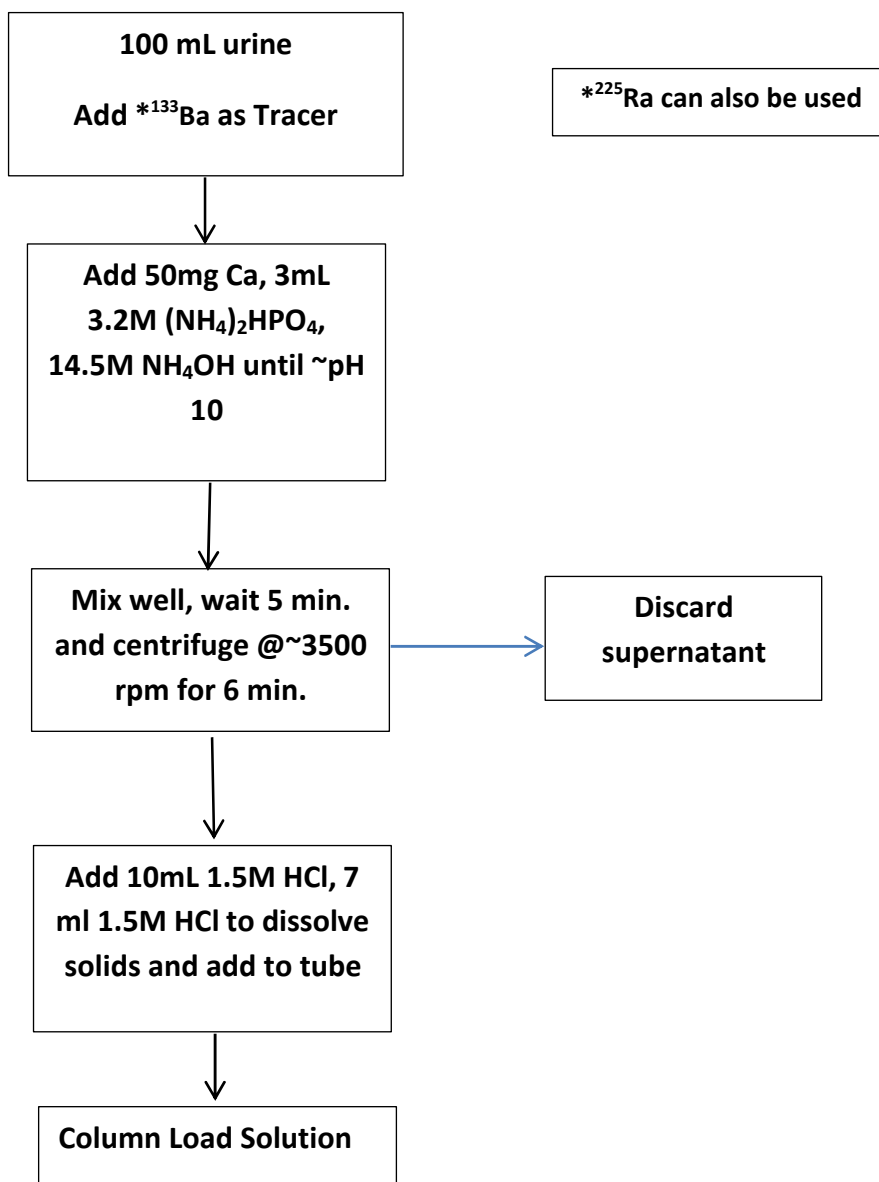 100 mL urine
Add *¹³³Ba as Tracer
*²²⁵Ra can also be used
Add 50mg Ca, 3mL
3.2M (NH₄)₂HPO₄,
14.5M NH₄OH until ~pH
10
Mix well, wait 5 min.
and centrifuge @~3500
rpm for 6 min.
Discard
supernatant
Add 10mL 1.5M HCl, 7
ml 1.5M HCl to dissolve
solids and add to tube
Column Load Solution